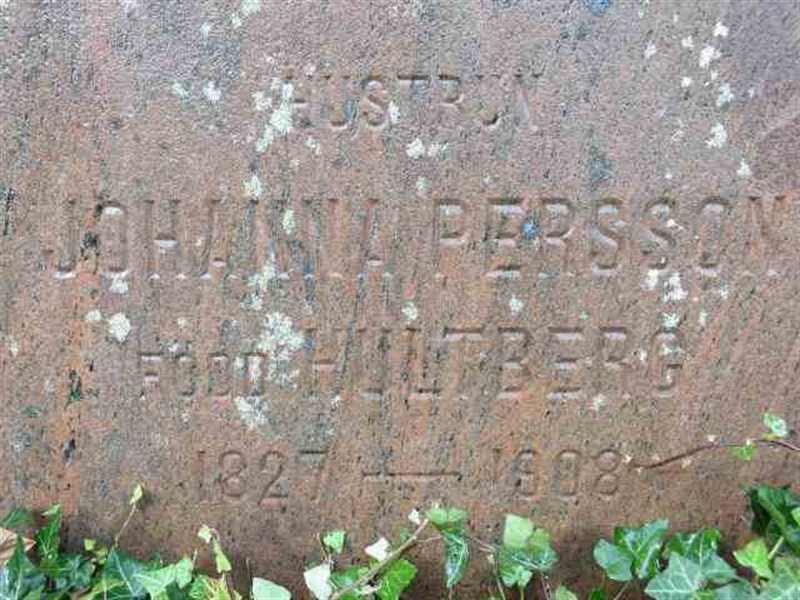 HUSTRUN
JOHANNA PERSSON
FÖDD HULTBERG
1827 — 1908